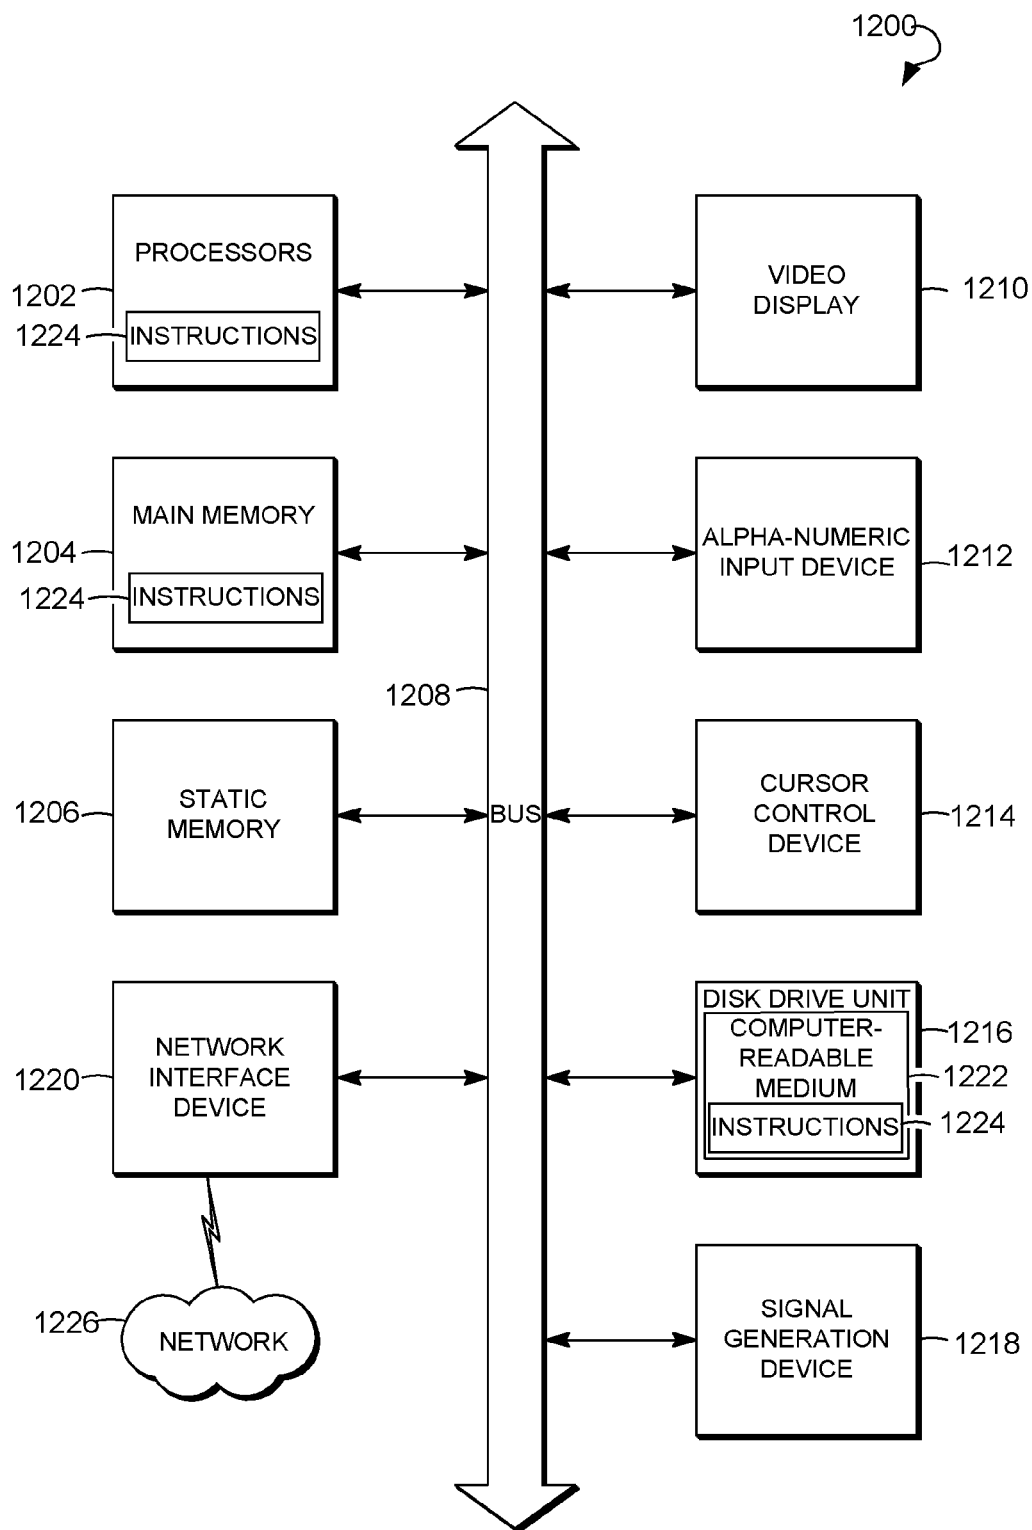 1200
PROCESSORS
1202
1224
INSTRUCTIONS
VIDEO
DISPLAY
1210
MAIN MEMORY
1204
1224
INSTRUCTIONS
ALPHA-NUMERIC
INPUT DEVICE
1212
1208
STATIC
MEMORY
1206
BUS
CURSOR
CONTROL
DEVICE
1214
NETWORK
INTERFACE
DEVICE
1220
DISK DRIVE UNIT
COMPUTER-
READABLE
MEDIUM
INSTRUCTIONS
1216
1222
1224
1226
NETWORK
SIGNAL
GENERATION
DEVICE
1218